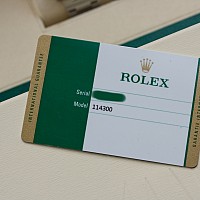 INTERNATIONAL GUARANTEE
ROLEX
Serial
Model 114300